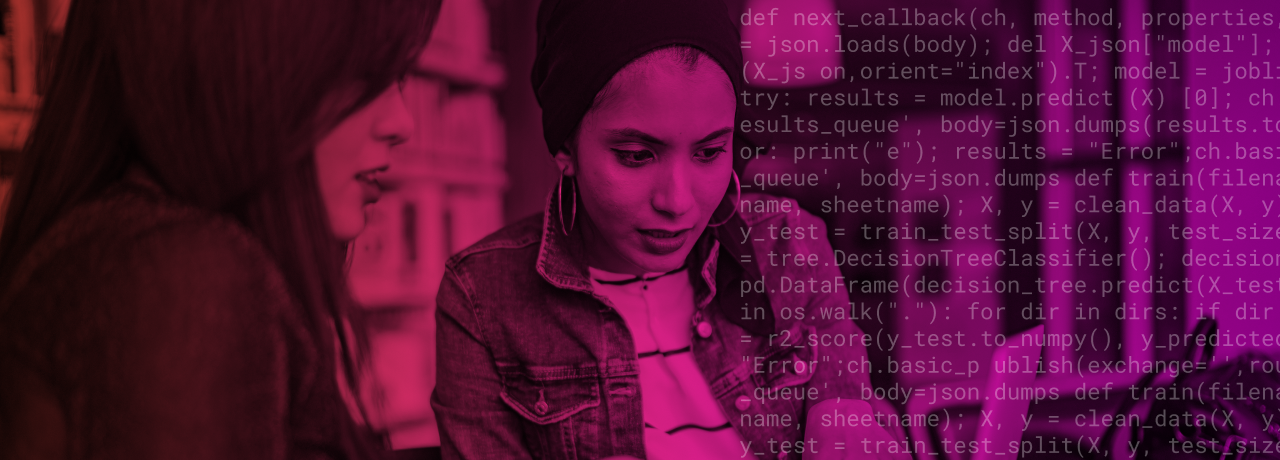 def next_callback(ch, method, properties,
= json.loads(body); del X_json["model"];
(X_js on,orient="index").T; model = jobli
try: results = model.predict (X) [0]; ch
esults_queue', body=json.dumps(results.to
or: print("e"); results = "Error";ch.basi
_queue', body=json.dumps def train(filena
name, sheetname); X, y = clean_data(X, y
y_test = train_test_split(X, y, test_size
= tree.DecisionTreeClassifier(); decision
pd.DataFrame(decision_tree.predict(X_test
in os.walk("."): for dir in dirs: if dir
= r2_score(y_test.to_numpy(), y_predicted
"Error";ch.basic_p ublish(exchange='',rou
_queue', body=json.dumps def train(filena
name, sheetname); X, y = clean_data(X, y
y_test = train_test_split(X, y, test_size